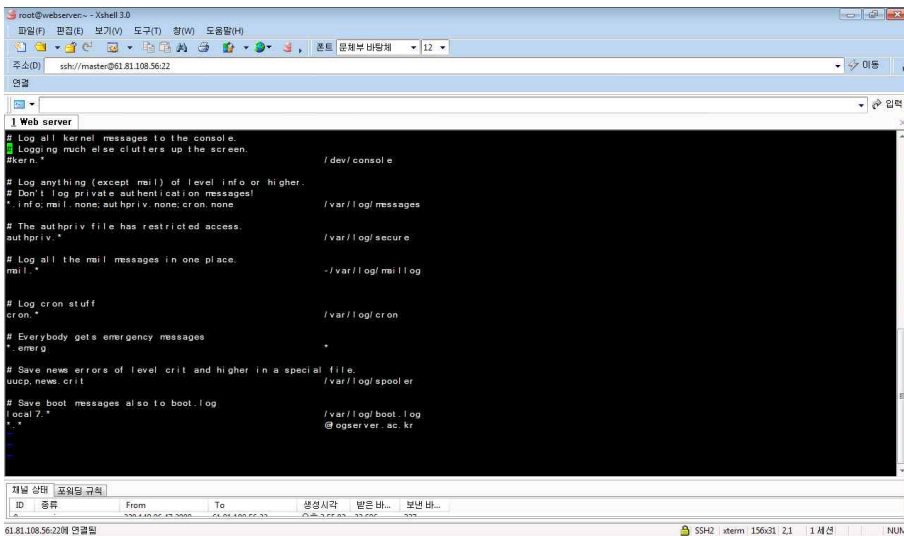 root@webserver:~ - Xshell 3.0
파일(F) 편집(E) 보기(V) 도구(T) 창(W) 도움말(H)
폰트 문체부 바탕체 12
주소(D) ssh://master@61.81.108.56:22 이동
연결
입력
1 Web server
# Log all kernel messages to the console.
# Logging much else clutters up the screen.
#kern.* /dev/console
# Log anything (except mail) of level info or higher.
# Don't log private authentication messages!
*.info;mail.none;authpriv.none;cron.none /var/log/messages
# The authpriv file has restricted access.
authpriv.* /var/log/secure
# Log all the mail messages in one place.
mail.* -/var/log/maillog
# Log cron stuff
cron.* /var/log/cron
# Everybody gets emergency messages
*.emerg *
# Save news errors of level crit and higher in a special file.
uucp,news.crit /var/log/spooler
# Save boot messages also to boot.log
local7.* /var/log/boot.log
*.* @logserver.ac.kr
~
~
~
채널 상태 포워딩 규칙
ID 종류 From To 생성시각 받은 바... 보낸 바...
61.81.108.56:22에 연결됨 SSH2 xterm 156x31 2,1 1 세션 NUM